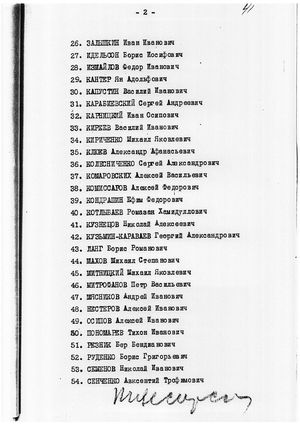 - 2 -
41
26. ЗАЛЫШКИН Иван Иванович
27. ИДЕЛЬСОН Борис Иосифович
28. ИЗМАЙЛОВ Федор Иванович
29. КАНТЕР Ян Адольфович
30. КАПУСТИН Василий Иванович
31. КАРАБИЕВСКИЙ Сергей Андреевич
32. КАРНИЦКИЙ Иван Осипович
33. КИРЕЕВ Василий Иванович
34. КИРИЧЕНКО Михаил Яковлевич
35. КЛЮЕВ Александр Афанасьевич
36. КОЛЕСНИЧЕНКО Сергей Александрович
37. КОМАРОВСКИХ Алексей Васильевич
38. КОМИССАРОВ Алексей Федорович
39. КОНДРАШИН Ефим Федорович
40. КОТЛЫБАЕВ Ромазан Хамидуллович
41. КУЗНЕЦОВ Николай Алексеевич
42. КУЗЬМИН-КАРАВАЕВ Георгий Александрович
43. ЛАНГ Борис Романович
44. МАХОВ Михаил Степанович
45. МИТНИЦКИЙ Михаил Яковлевич
46. МИТРОФАНОВ Петр Васильевич
47. МЯСНИКОВ Андрей Иванович
48. НЕСТЕРОВ Алексей Иванович
49. ОСИПОВ Алексей Иванович
50. ПОНОМАРЕВ Тихон Иванович
51. РЕЗНИК Бер Бенцианович
52. РУДЕНКО Борис Григорьевич
53. СЕМЕНОВ Николай Иванович
54. СЕНЧЕНКО Авксентий Трофимович